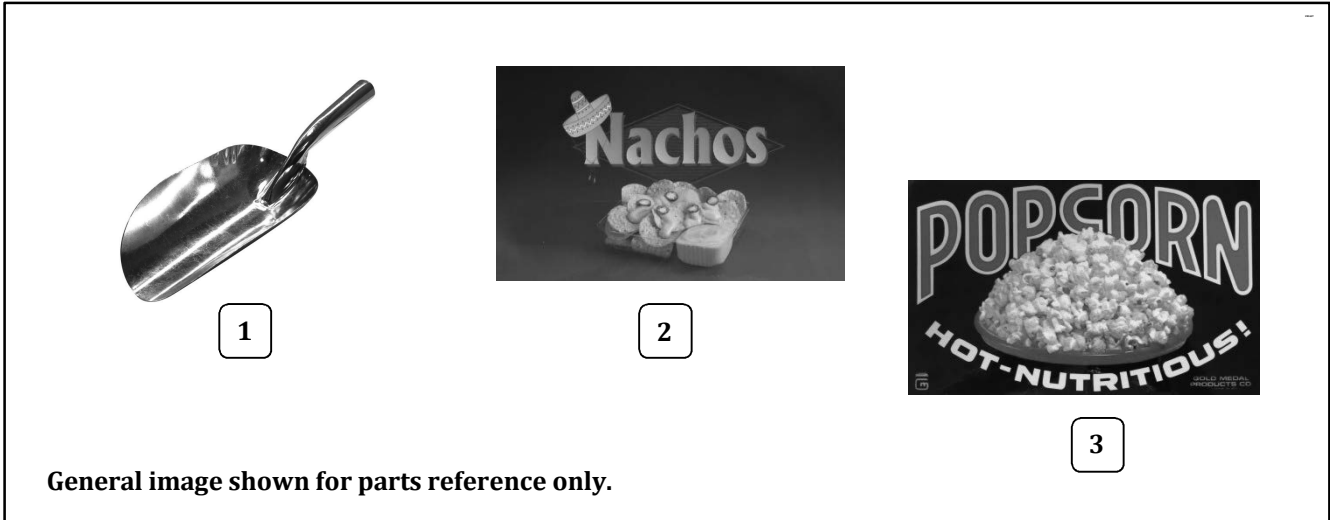 Nachos
1
2
POPCORN
HOT-NUTRITIOUS!
GOLD MEDAL
PRODUCTS CO
3
General image shown for parts reference only.